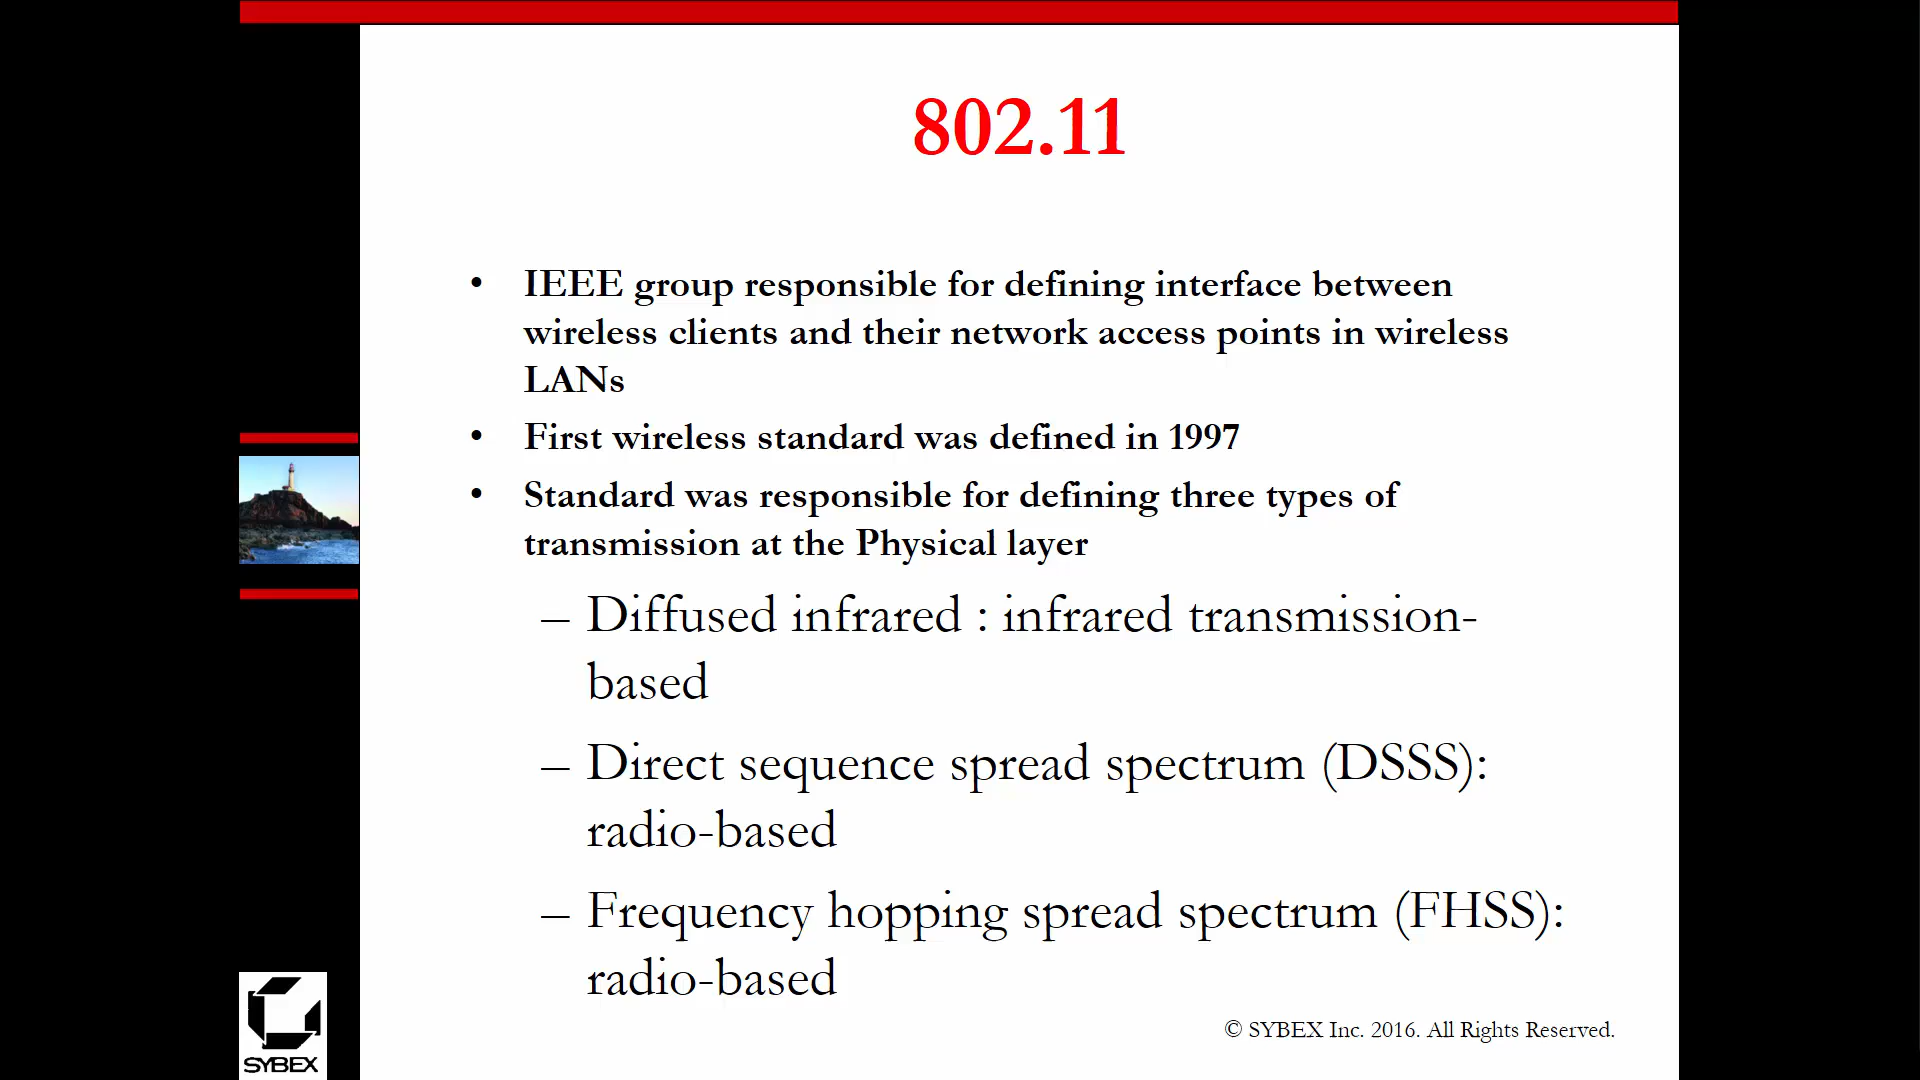 802.11
• IEEE group responsible for defining interface between
wireless clients and their network access points in wireless
LANs
• First wireless standard was defined in 1997
• Standard was responsible for defining three types of
transmission at the Physical layer
– Diffused infrared : infrared transmission-
based
– Direct sequence spread spectrum (DSSS):
radio-based
– Frequency hopping spread spectrum (FHSS):
radio-based
© SYBEX Inc. 2016. All Rights Reserved.
SYBEX